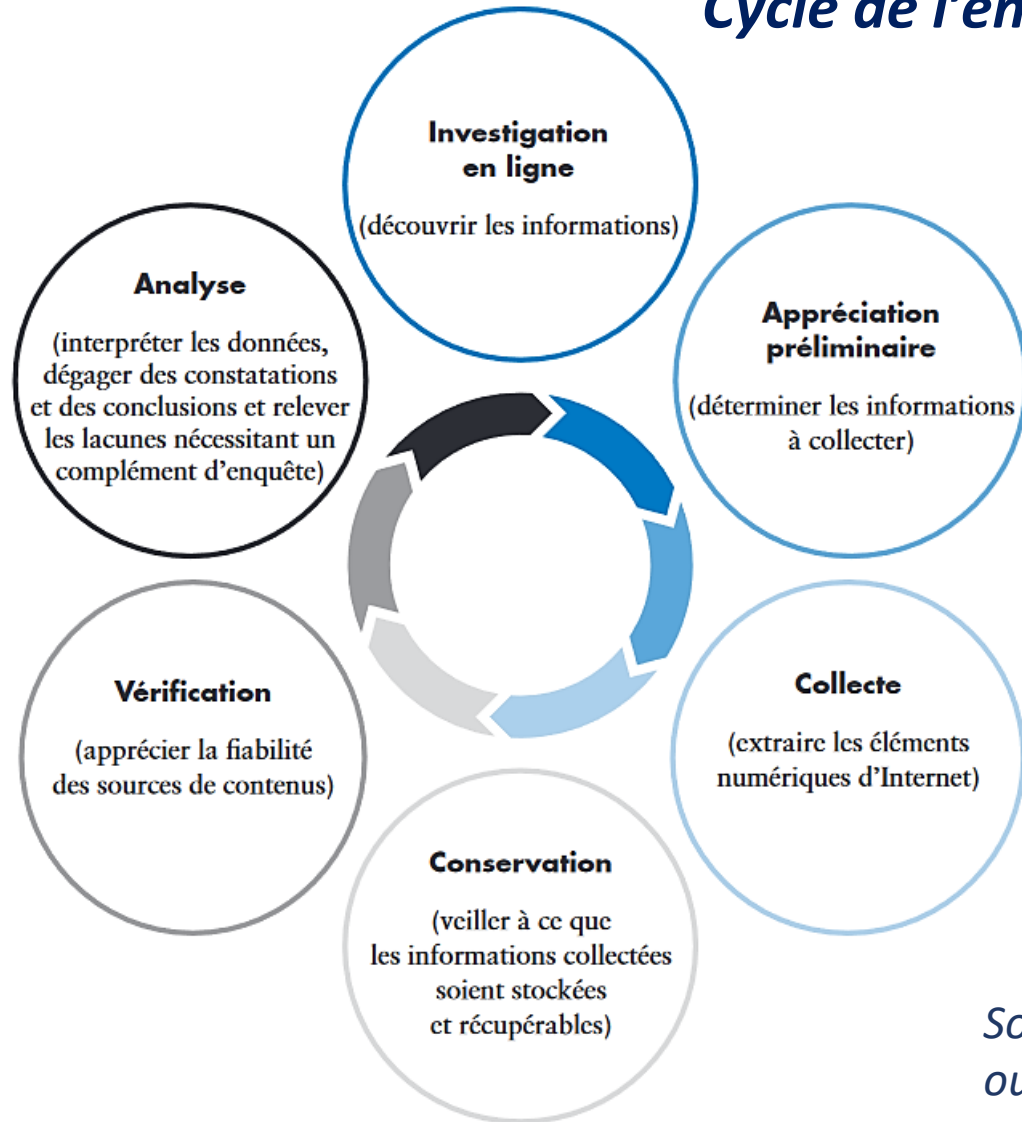 Cycle de l'en
Investigation
en ligne
(découvrir les informations)
Appréciation
préliminaire
(déterminer les informations
à collecter)
Collecte
(extraire les éléments
numériques d'Internet)
Conservation
(veiller à ce que
les informations collectées
soient stockées
et récupérables)
Vérification
(apprécier la fiabilité
des sources de contenus)
Analyse
(interpréter les données,
dégager des constatations
et des conclusions et relever
les lacunes nécessitant un
complément d'enquête)
So
ou